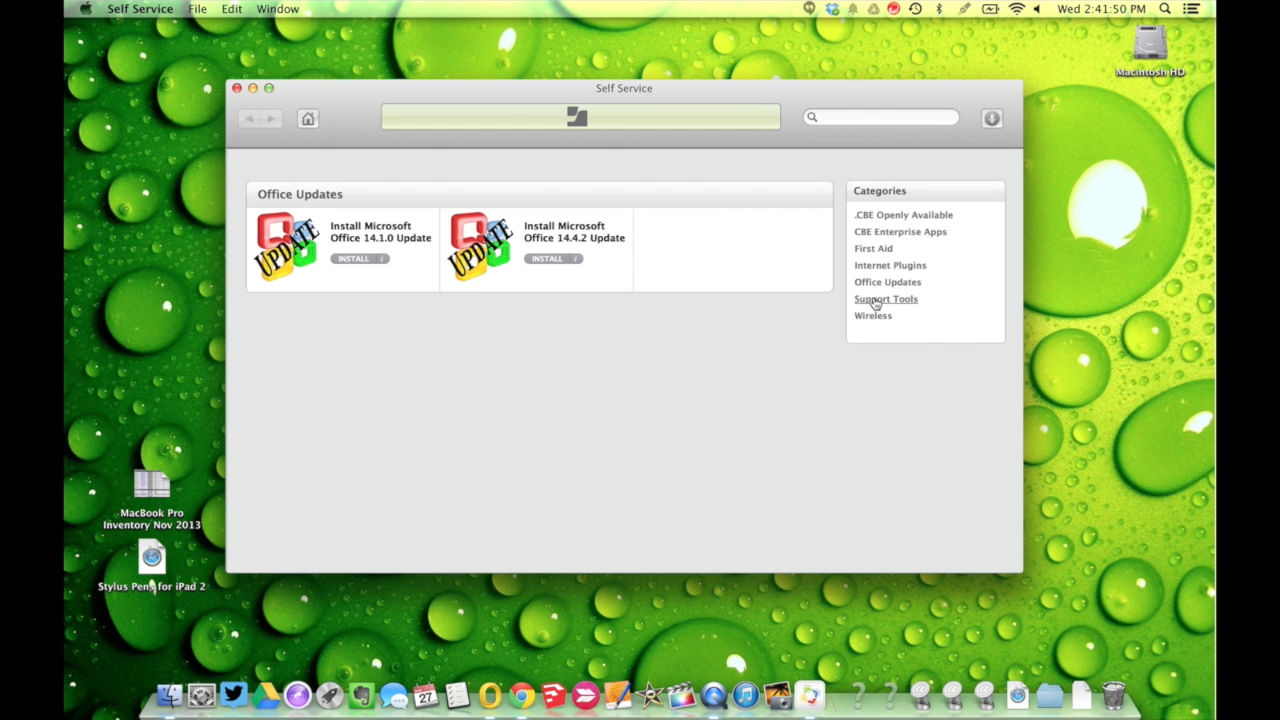 Self Service File Edit Window Wed 2:41:50 PM
Macintosh HD
Self Service
Office Updates
Install Microsoft
Office 14.1.0 Update
INSTALL i
UPDATE
Install Microsoft
Office 14.4.2 Update
INSTALL i
UPDATE
Categories
.CBE Openly Available
CBE Enterprise Apps
First Aid
Internet Plugins
Office Updates
Support Tools
Wireless
MacBook Pro
Inventory Nov 2013
Stylus Pens for iPad 2
27